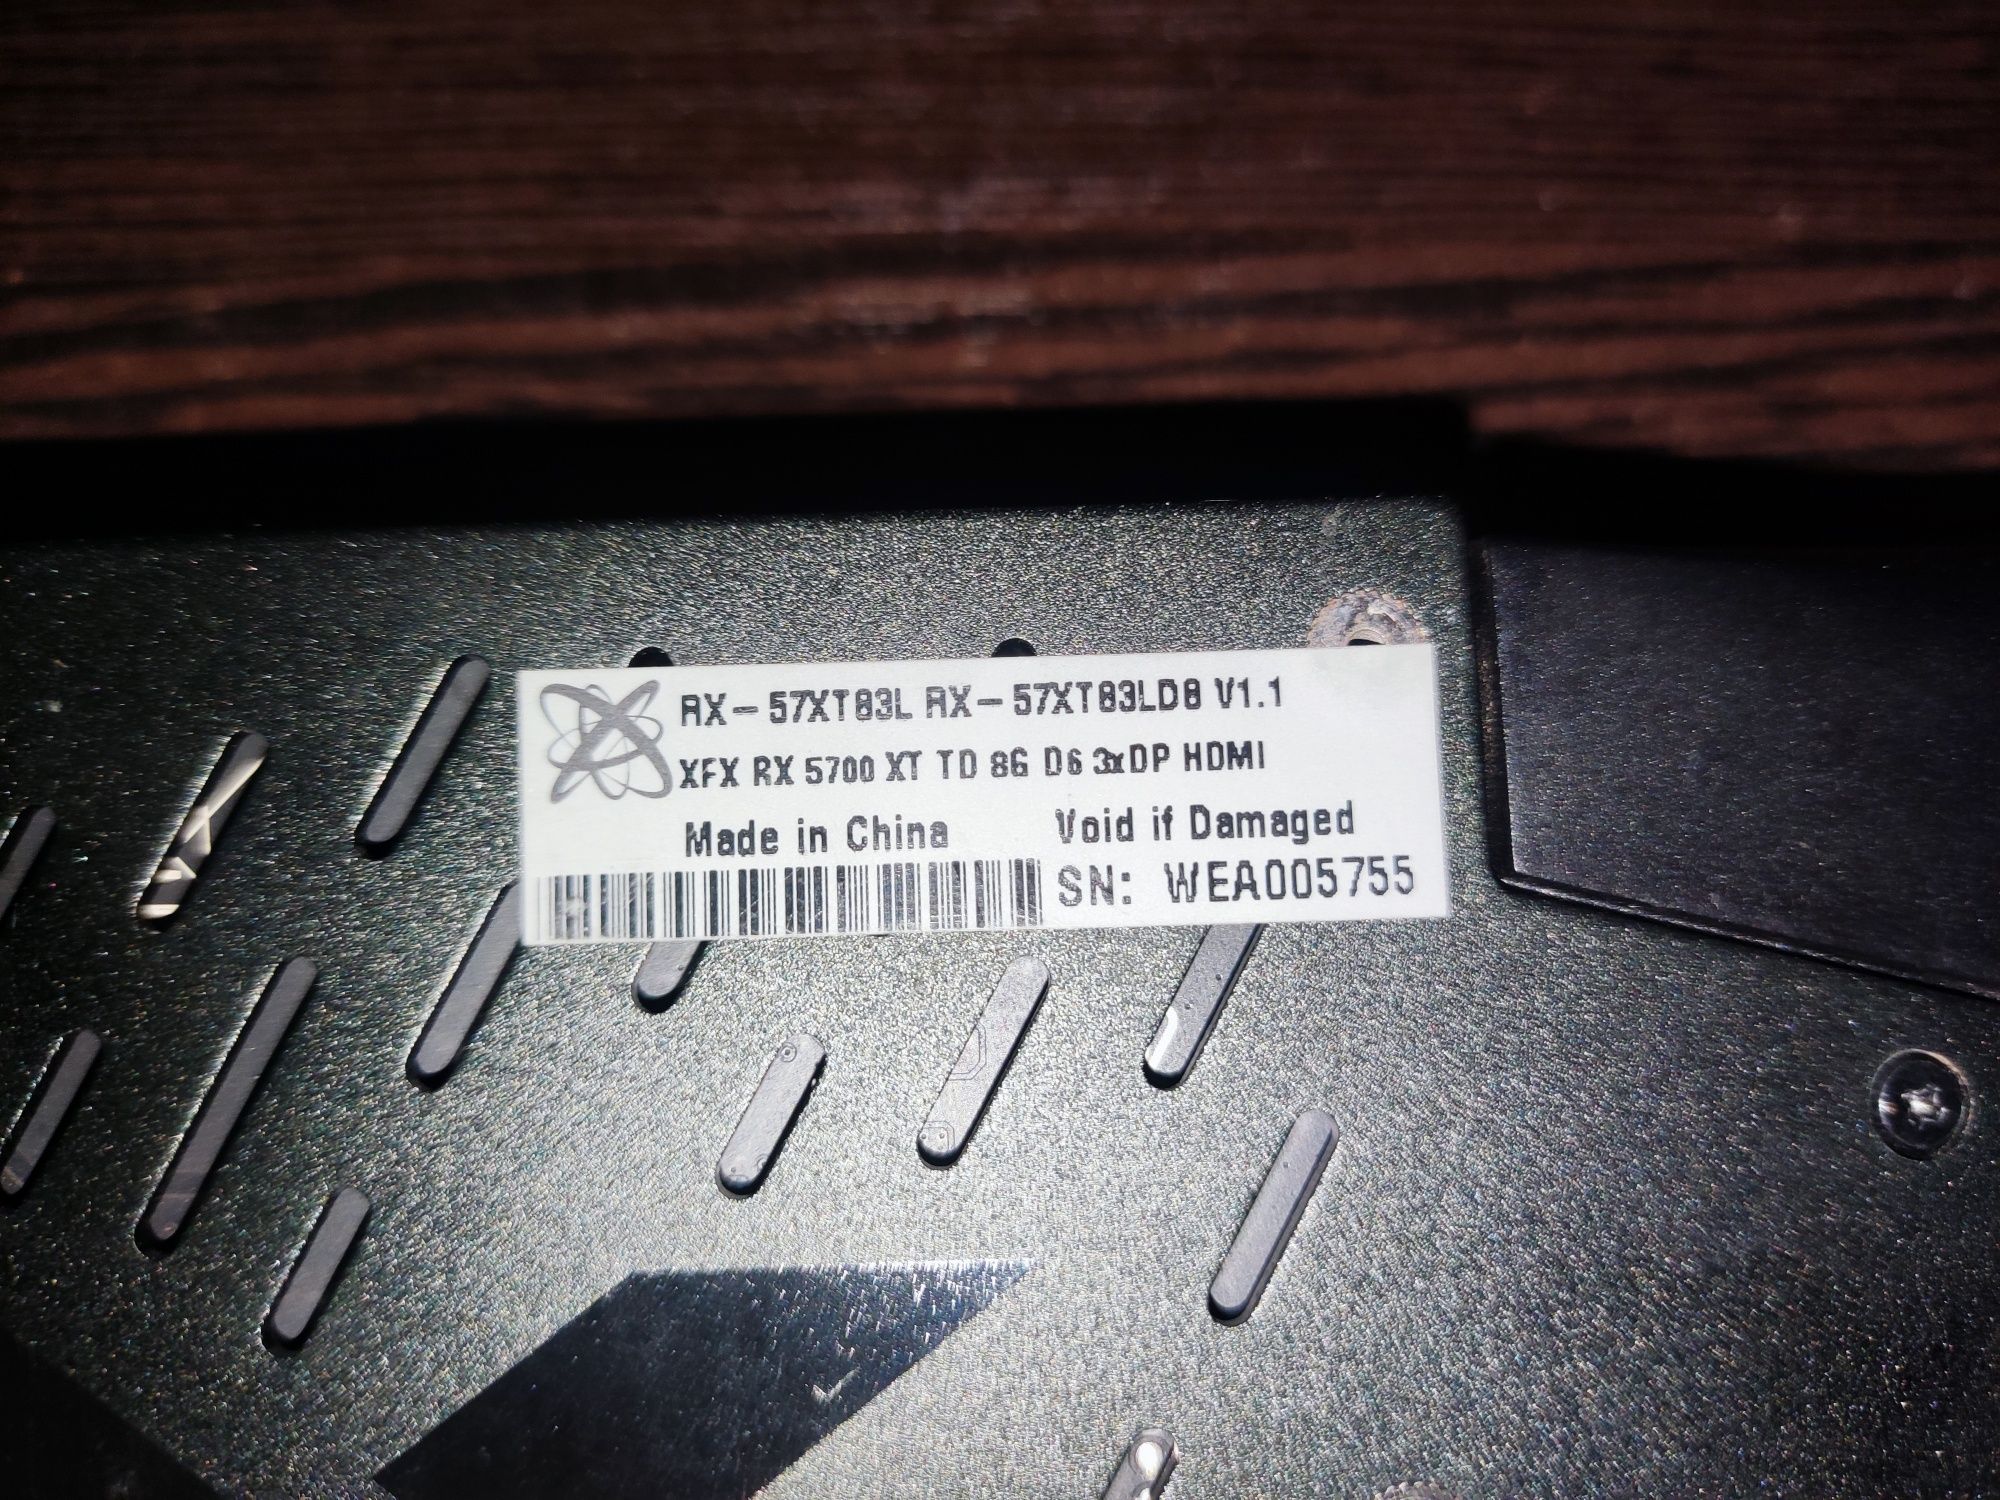 RX-57XT83L RX-57XT83LD8 V1.1
XFX RX 5700 XT TD 8G D6 3xDP HDMI
Made in China Void if Damaged
SN: WEA005755